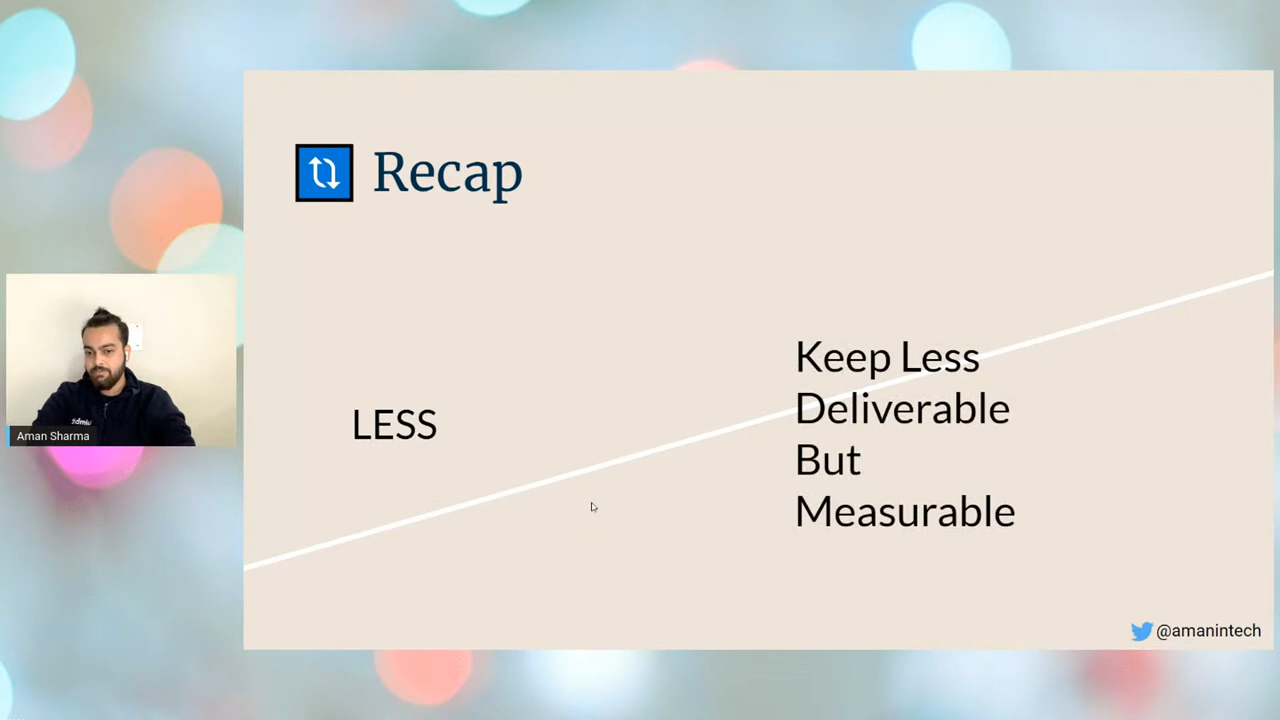 Recap
LESS
Keep Less
Deliverable
But
Measurable
Aman Sharma
@amanintech